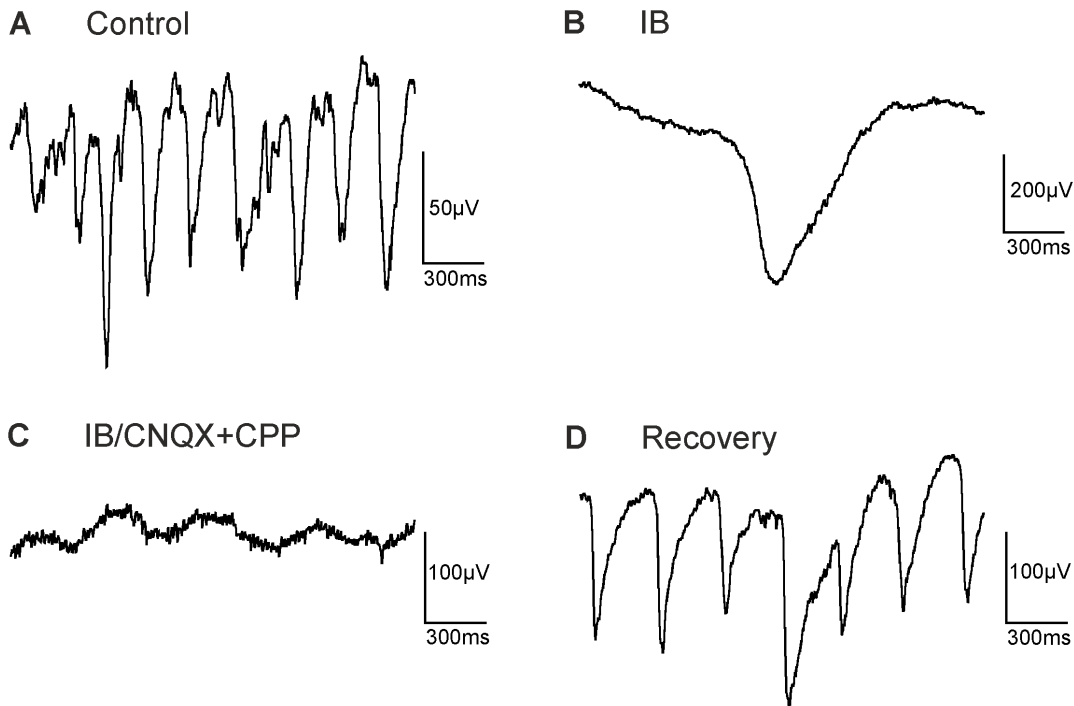 A Control
50µV
300ms
B IB
200µV
300ms
C IB/CNQX+CPP
100µV
300ms
D Recovery
100µV
300ms